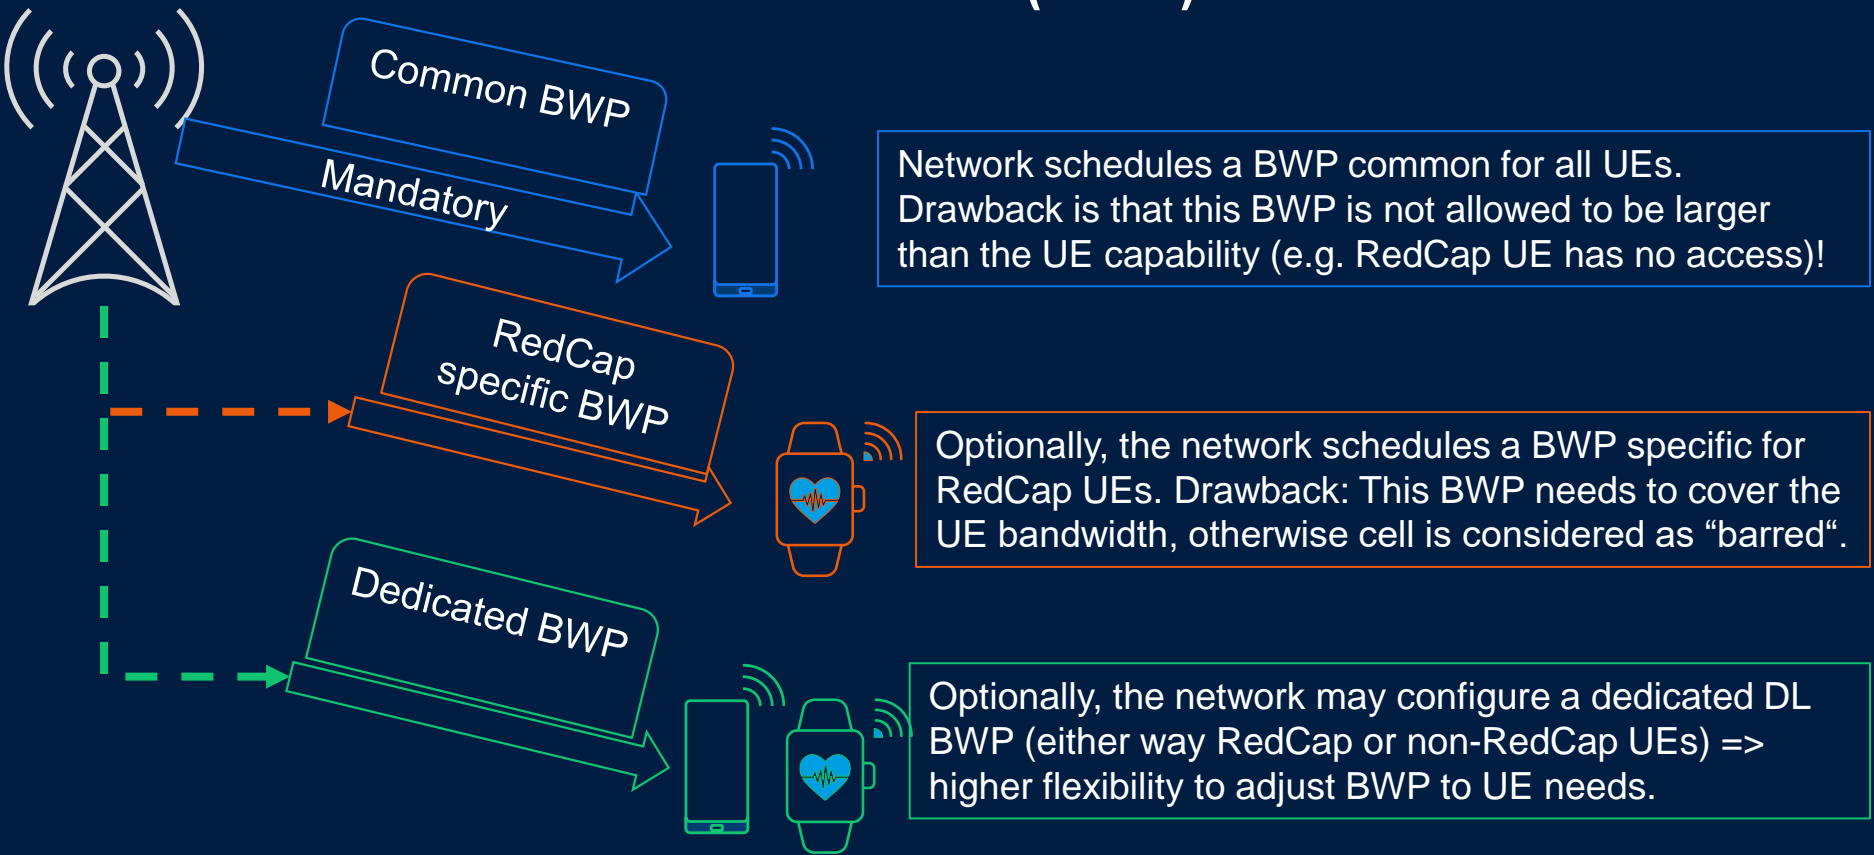 Common BWP
Mandatory
Network schedules a BWP common for all UEs.
Drawback is that this BWP is not allowed to be larger
than the UE capability (e.g. RedCap UE has no access)!
RedCap
specific BWP
Optionally, the network schedules a BWP specific for
RedCap UEs. Drawback: This BWP needs to cover the
UE bandwidth, otherwise cell is considered as “barred“.
Dedicated BWP
Optionally, the network may configure a dedicated DL
BWP (either way RedCap or non-RedCap UEs) =>
higher flexibility to adjust BWP to UE needs.